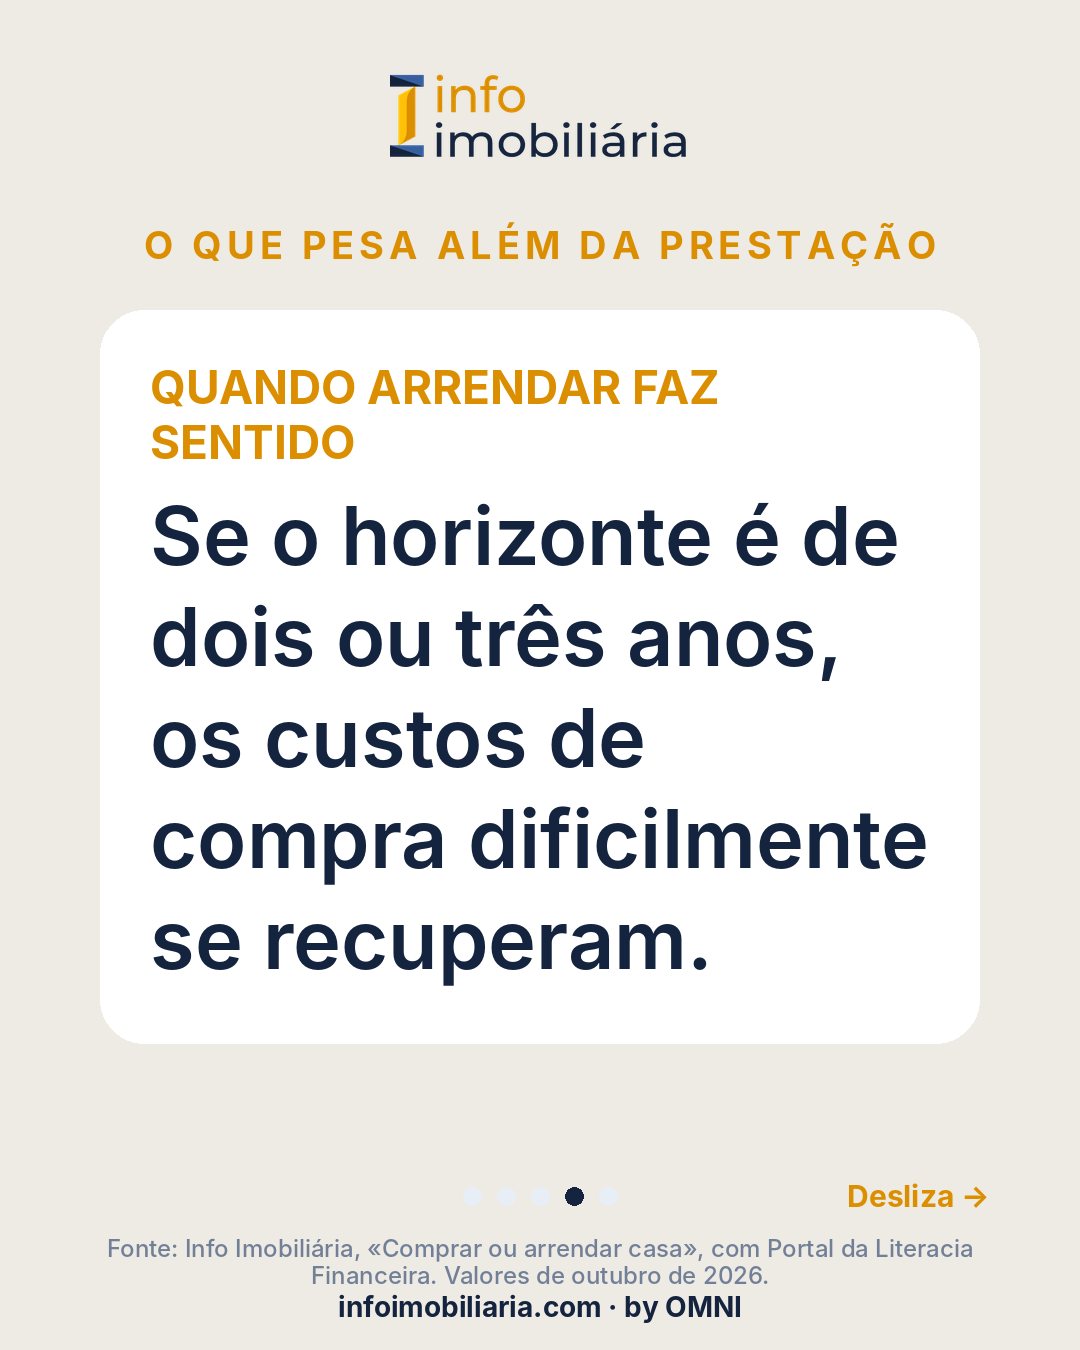 info
imobiliária
O QUE PESA ALÉM DA PRESTAÇÃO
QUANDO ARRENDAR FAZ
SENTIDO
Se o horizonte é de
dois ou três anos,
os custos de
compra dificilmente
se recuperam.
Desliza →
Fonte: Info Imobiliária, «Comprar ou arrendar casa», com Portal da Literacia
Financeira. Valores de outubro de 2026.
infoimobiliaria.com · by OMNI